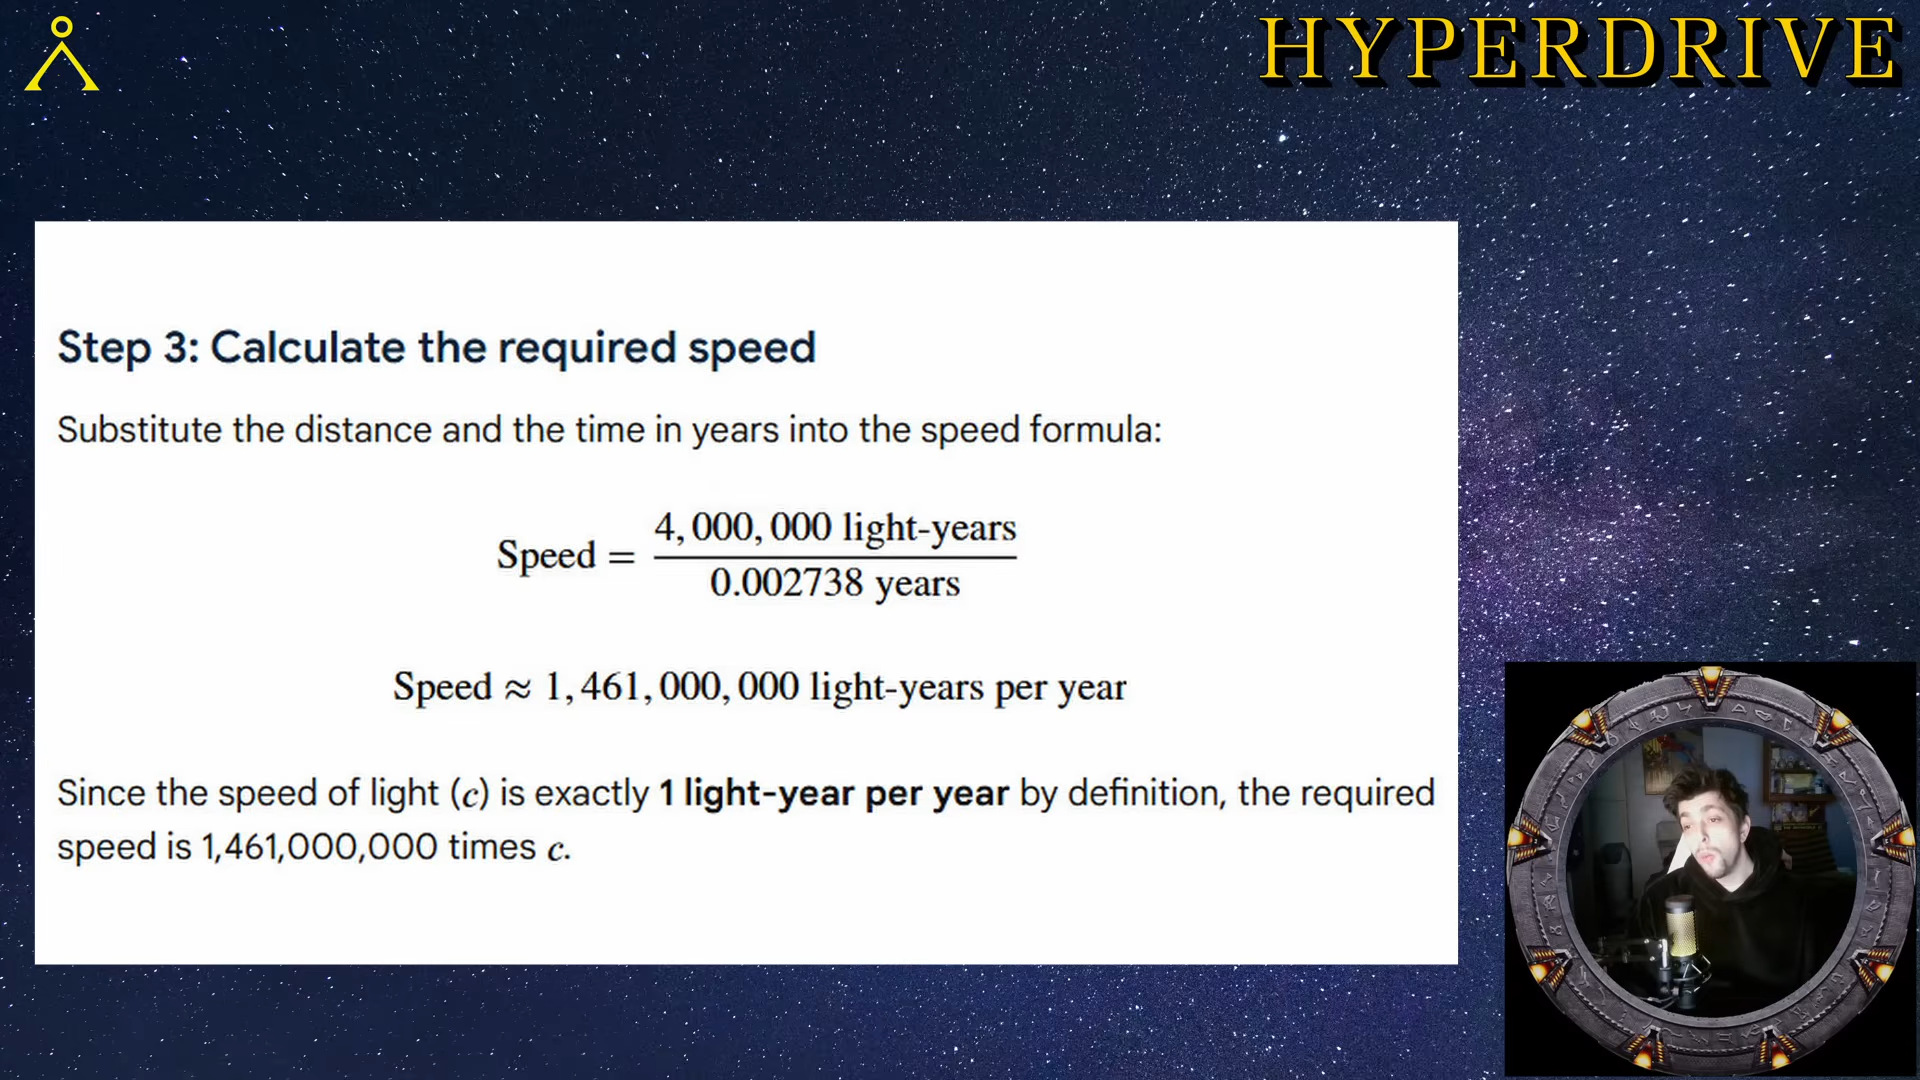 HYPERDRIVE
Step 3: Calculate the required speed
Substitute the distance and the time in years into the speed formula:
Speed = 4, 000, 000 light-years / 0.002738 years
Speed ≈ 1, 461, 000, 000 light-years per year
Since the speed of light (c) is exactly 1 light-year per year by definition, the required
speed is 1,461,000,000 times c.